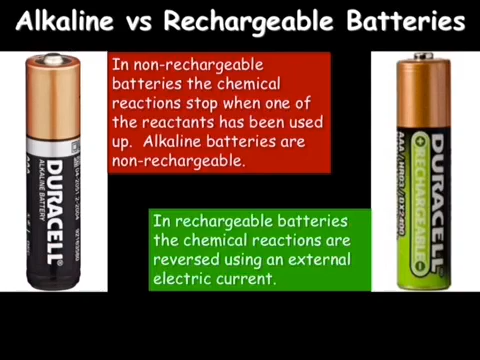 Alkaline vs Rechargeable Batteries
In non-rechargeable
batteries the chemical
reactions stop when one of
the reactants has been used
up. Alkaline batteries are
non-rechargeable.
In rechargeable batteries
the chemical reactions are
reversed using an external
electric current.
DURACELL
ALKALINE BATTERY
AAA
DURACELL
RECHARGEABLE